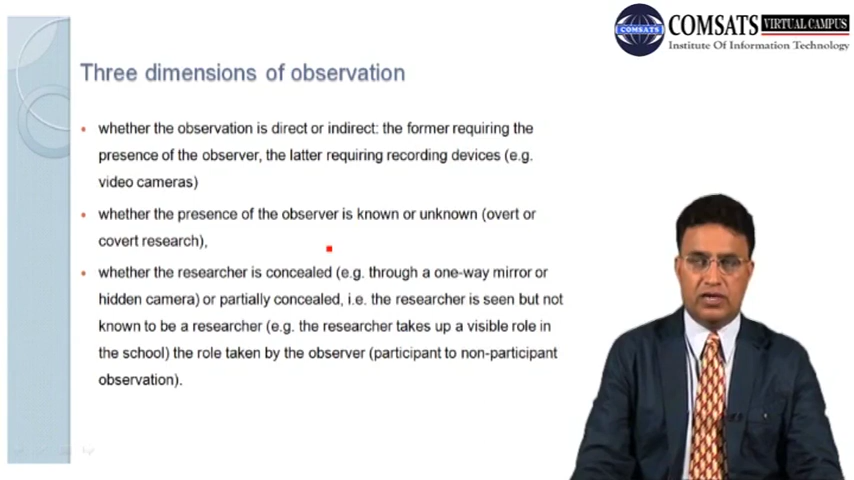 COMSATS VIRTUAL CAMPUS
COMSATS
Institute Of Information Technology
Three dimensions of observation
whether the observation is direct or indirect: the former requiring the
presence of the observer, the latter requiring recording devices (e.g.
video cameras)
whether the presence of the observer is known or unknown (overt or
covert research),
whether the researcher is concealed (e.g. through a one-way mirror or
hidden camera) or partially concealed, i.e. the researcher is seen but not
known to be a researcher (e.g. the researcher takes up a visible role in
the school) the role taken by the observer (participant to non-participant
observation).